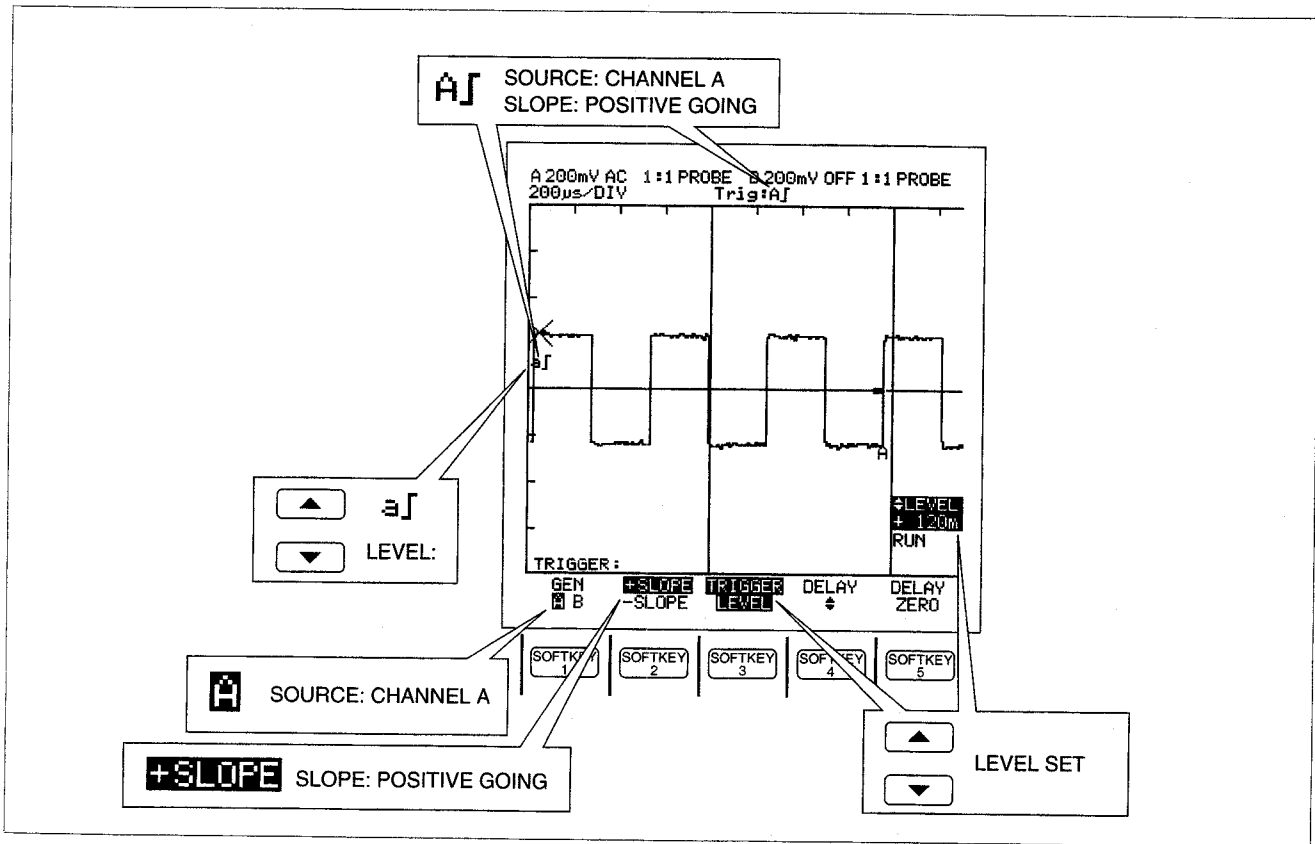 A∫ SOURCE: CHANNEL A
SLOPE: POSITIVE GOING
A 200mV AC 1:1 PROBE B 200mV OFF 1:1 PROBE
200µs/DIV Trig:A∫
a∫
A
a∫
LEVEL:
LEVEL
+ 120m
RUN
TRIGGER:
GEN +SLOPE TRIGGER DELAY DELAY
A B -SLOPE LEVEL ZERO
SOFTKEY 1 SOFTKEY 2 SOFTKEY 3 SOFTKEY 4 SOFTKEY 5
A SOURCE: CHANNEL A
+SLOPE SLOPE: POSITIVE GOING
LEVEL SET